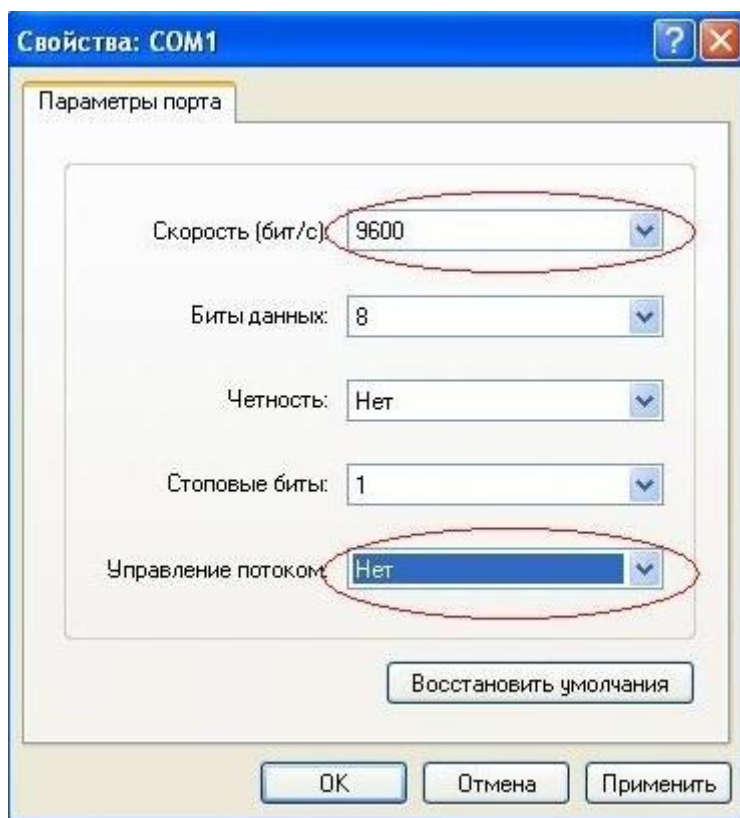 Свойства: COM1
Параметры порта
Скорость (бит/с): 9600
Биты данных: 8
Четность: Нет
Стоповые биты: 1
Управление потоком: Нет
Восстановить умолчания
OK Отмена Применить